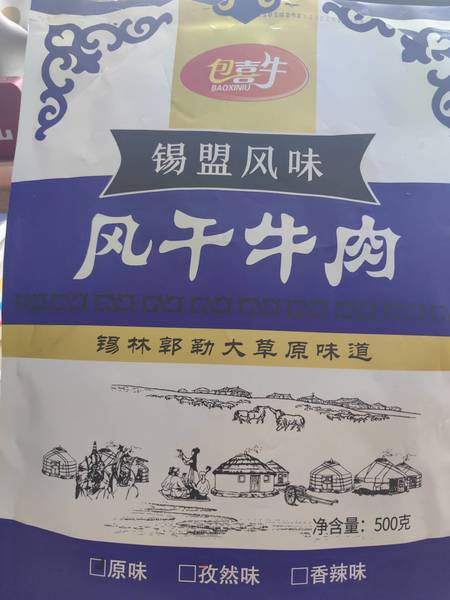 包喜牛
BAOXINIU
锡盟风味
风干牛肉
锡林郭勒大草原味道
净含量: 500克
□原味 □孜然味 □香辣味